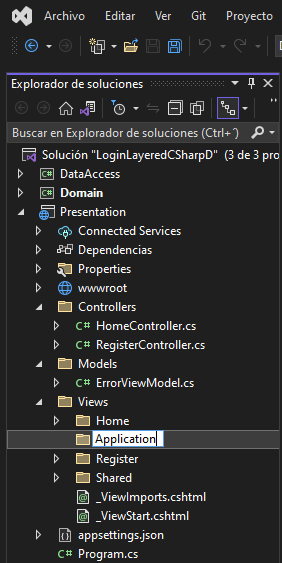 Archivo Editar Ver Git Proyecto
Explorador de soluciones
Buscar en Explorador de soluciones (Ctrl+´)
Solución "LoginLayeredCSharpD" (3 de 3 pro
DataAccess
Domain
Presentation
Connected Services
Dependencias
Properties
wwwroot
Controllers
C# HomeController.cs
C# RegisterController.cs
Models
C# ErrorViewModel.cs
Views
Home
Application
Register
Shared
_ViewImports.cshtml
_ViewStart.cshtml
appsettings.json
C# Program.cs